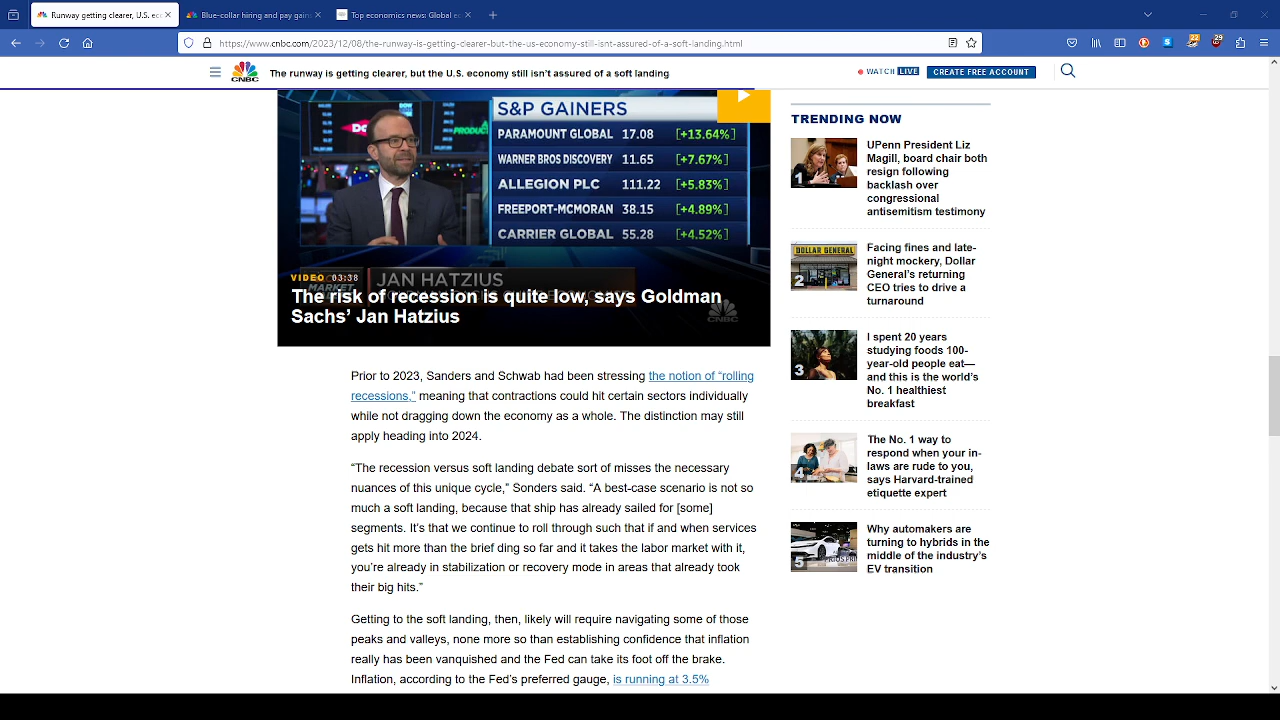 Runway getting clearer, U.S. eco
Blue-collar hiring and pay gain
Top economics news: Global e
https://www.cnbc.com/2023/12/08/the-runway-is-getting-clearer-but-the-us-economy-still-isnt-assured-of-a-soft-landing.html
22
29
CNBC
The runway is getting clearer, but the U.S. economy still isn’t assured of a soft landing
WATCH LIVE
CREATE FREE ACCOUNT
S&P GAINERS
PARAMOUNT GLOBAL 17.08 [+13.64%]
WARNER BROS DISCOVERY 11.65 [+7.67%]
ALLEGION PLC 111.22 [+5.83%]
FREEPORT-MCMORAN 38.15 [+4.89%]
CARRIER GLOBAL 55.28 [+4.52%]
VIDEO 03:38
MARKET
JAN HATZIUS
The risk of recession is quite low, says Goldman
Sachs’ Jan Hatzius
CNBC
Prior to 2023, Sanders and Schwab had been stressing the notion of “rolling
recessions,” meaning that contractions could hit certain sectors individually
while not dragging down the economy as a whole. The distinction may still
apply heading into 2024.
“The recession versus soft landing debate sort of misses the necessary
nuances of this unique cycle,” Sonders said. “A best-case scenario is not so
much a soft landing, because that ship has already sailed for [some]
segments. It’s that we continue to roll through such that if and when services
gets hit more than the brief ding so far and it takes the labor market with it,
you’re already in stabilization or recovery mode in areas that already took
their big hits.”
Getting to the soft landing, then, likely will require navigating some of those
peaks and valleys, none more so than establishing confidence that inflation
really has been vanquished and the Fed can take its foot off the brake.
Inflation, according to the Fed’s preferred gauge, is running at 3.5%
TRENDING NOW
1
UPenn President Liz
Magill, board chair both
resign following
backlash over
congressional
antisemitism testimony
DOLLAR GENERAL
2
Facing fines and late-
night mockery, Dollar
General’s returning
CEO tries to drive a
turnaround
3
I spent 20 years
studying foods 100-
year-old people eat—
and this is the world’s
No. 1 healthiest
breakfast
4
The No. 1 way to
respond when your in-
laws are rude to you,
says Harvard-trained
etiquette expert
5
Why automakers are
turning to hybrids in the
middle of the industry’s
EV transition